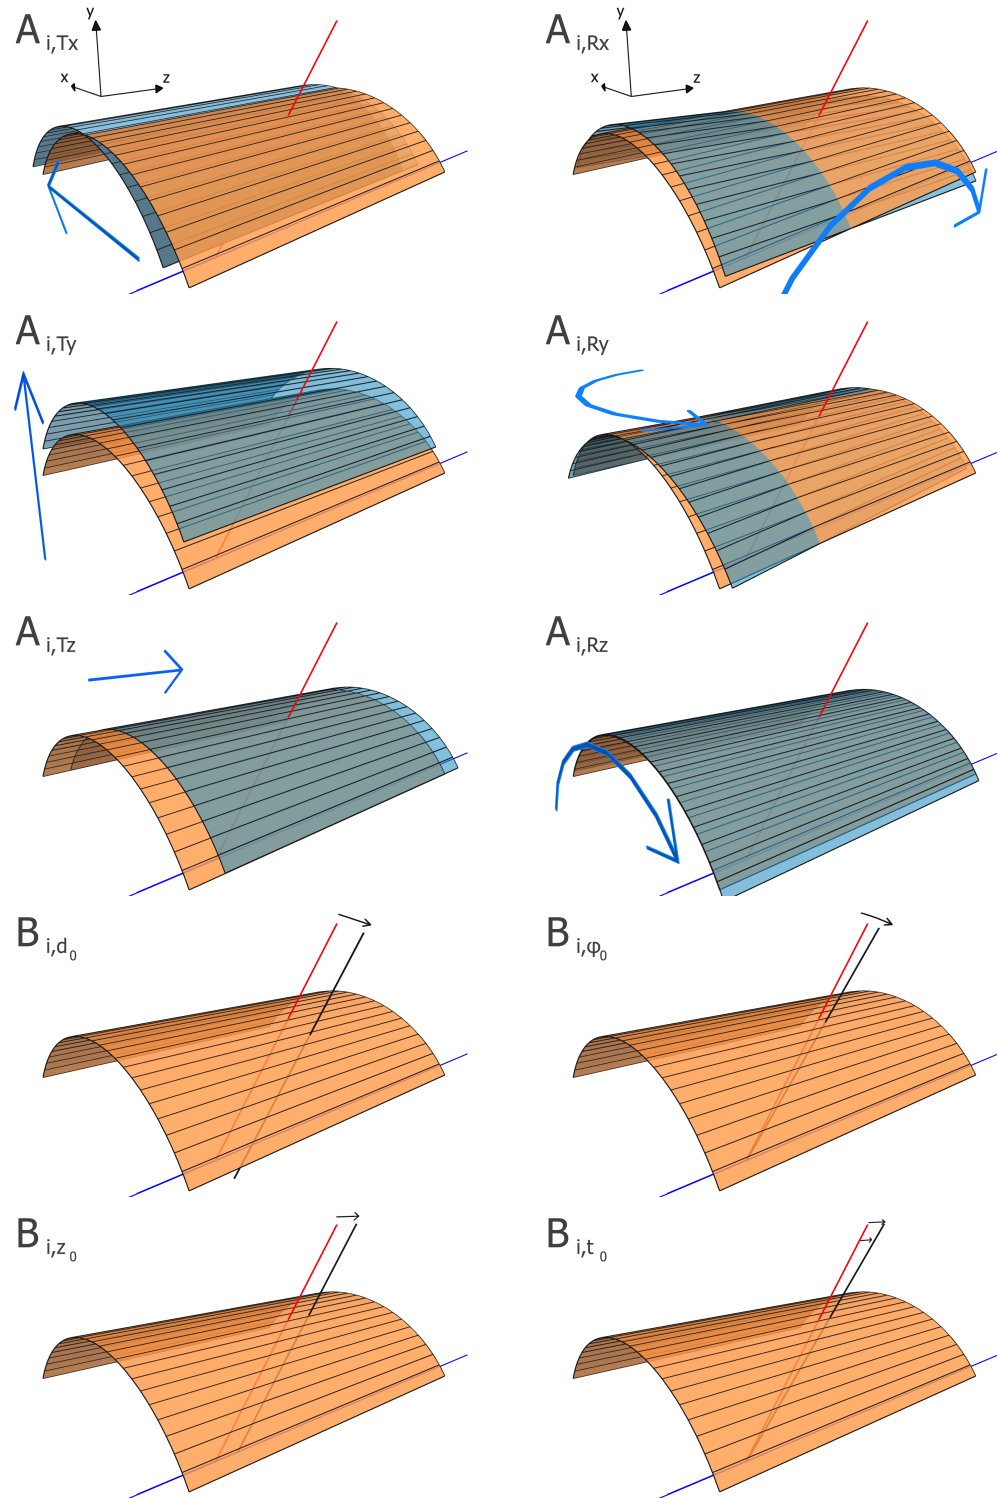 A i,Tx
y
x
z
A i,Rx
y
x
z
A i,Ty
A i,Ry
A i,Tz
A i,Rz
B i,d0
B i,φ0
B i,z0
B i,t0